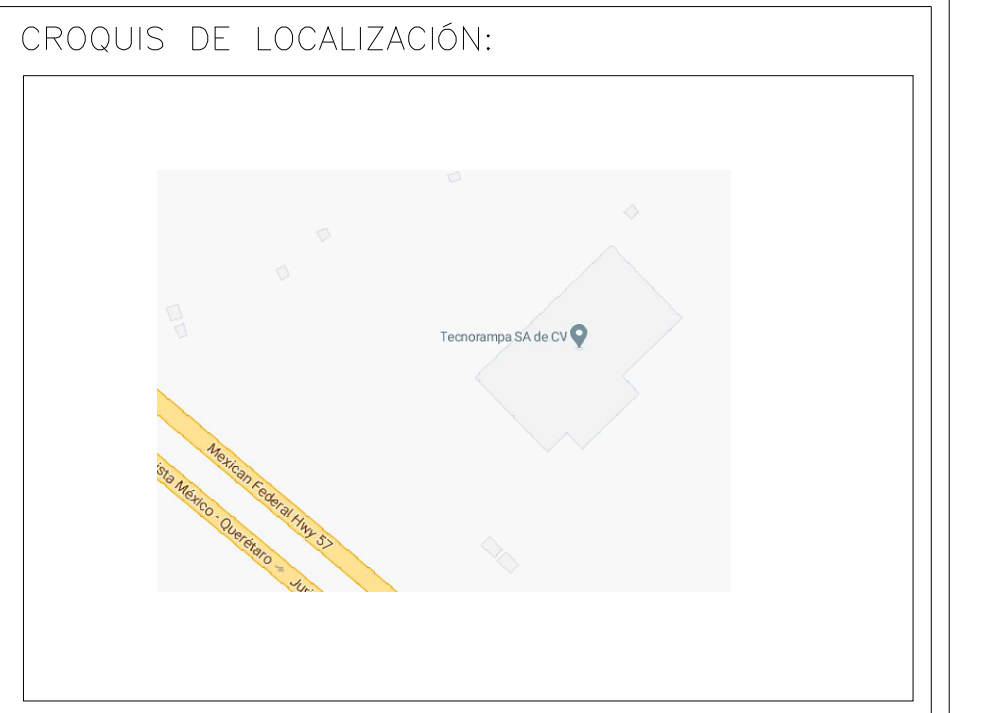 CROQUIS DE LOCALIZACIÓN:
Tecnorampa SA de CV
Mexican Federal Hwy 57
ista México - Querétaro